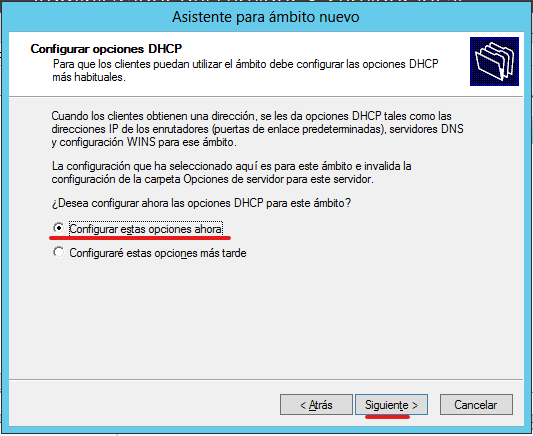 Asistente para ámbito nuevo
Configurar opciones DHCP
Para que los clientes puedan utilizar el ámbito debe configurar las opciones DHCP
más habituales.
Cuando los clientes obtienen una dirección, se les da opciones DHCP tales como las
direcciones IP de los enrutadores (puertas de enlace predeterminadas), servidores DNS
y configuración WINS para ese ámbito.
La configuración que ha seleccionado aquí es para este ámbito e invalida la
configuración de la carpeta Opciones de servidor para este servidor.
¿Desea configurar ahora las opciones DHCP para este ámbito?
Configurar estas opciones ahora
Configuraré estas opciones más tarde
< Atrás
Siguiente >
Cancelar